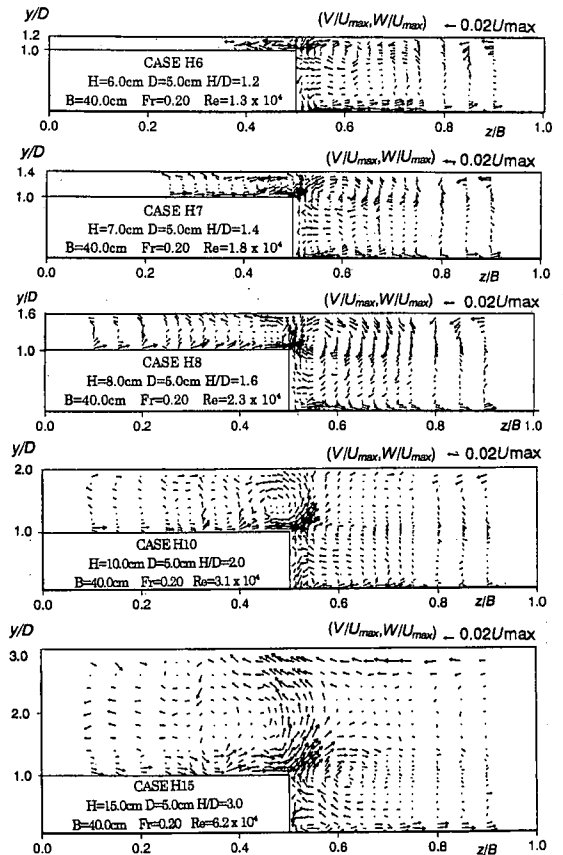 y/D (V/Umax,W/Umax) ← 0.02Umax
1.2
1.0
CASE H6
H=6.0cm D=5.0cm H/D=1.2
B=40.0cm Fr=0.20 Re=1.3 x 10⁴
0.0 0.2 0.4 0.6 0.8 z/B 1.0
y/D (V/Umax,W/Umax) ← 0.02Umax
1.4
1.0
CASE H7
H=7.0cm D=5.0cm H/D=1.4
B=40.0cm Fr=0.20 Re=1.8 x 10⁴
0.0 0.2 0.4 0.6 0.8 z/B 1.0
y/D (V/Umax,W/Umax) ← 0.02Umax
1.6
1.0
CASE H8
H=8.0cm D=5.0cm H/D=1.6
B=40.0cm Fr=0.20 Re=2.3 x 10⁴
0.0 0.2 0.4 0.6 0.8 z/B 1.0
y/D (V/Umax,W/Umax) ← 0.02Umax
2.0
1.0
CASE H10
H=10.0cm D=5.0cm H/D=2.0
B=40.0cm Fr=0.20 Re=3.1 x 10⁴
0.0 0.2 0.4 0.6 0.8 z/B 1.0
y/D (V/Umax,W/Umax) ← 0.02Umax
3.0
2.0
1.0
CASE H15
H=15.0cm D=5.0cm H/D=3.0
B=40.0cm Fr=0.20 Re=6.2 x 10⁴
0.0 0.2 0.4 0.6 0.8 z/B 1.0